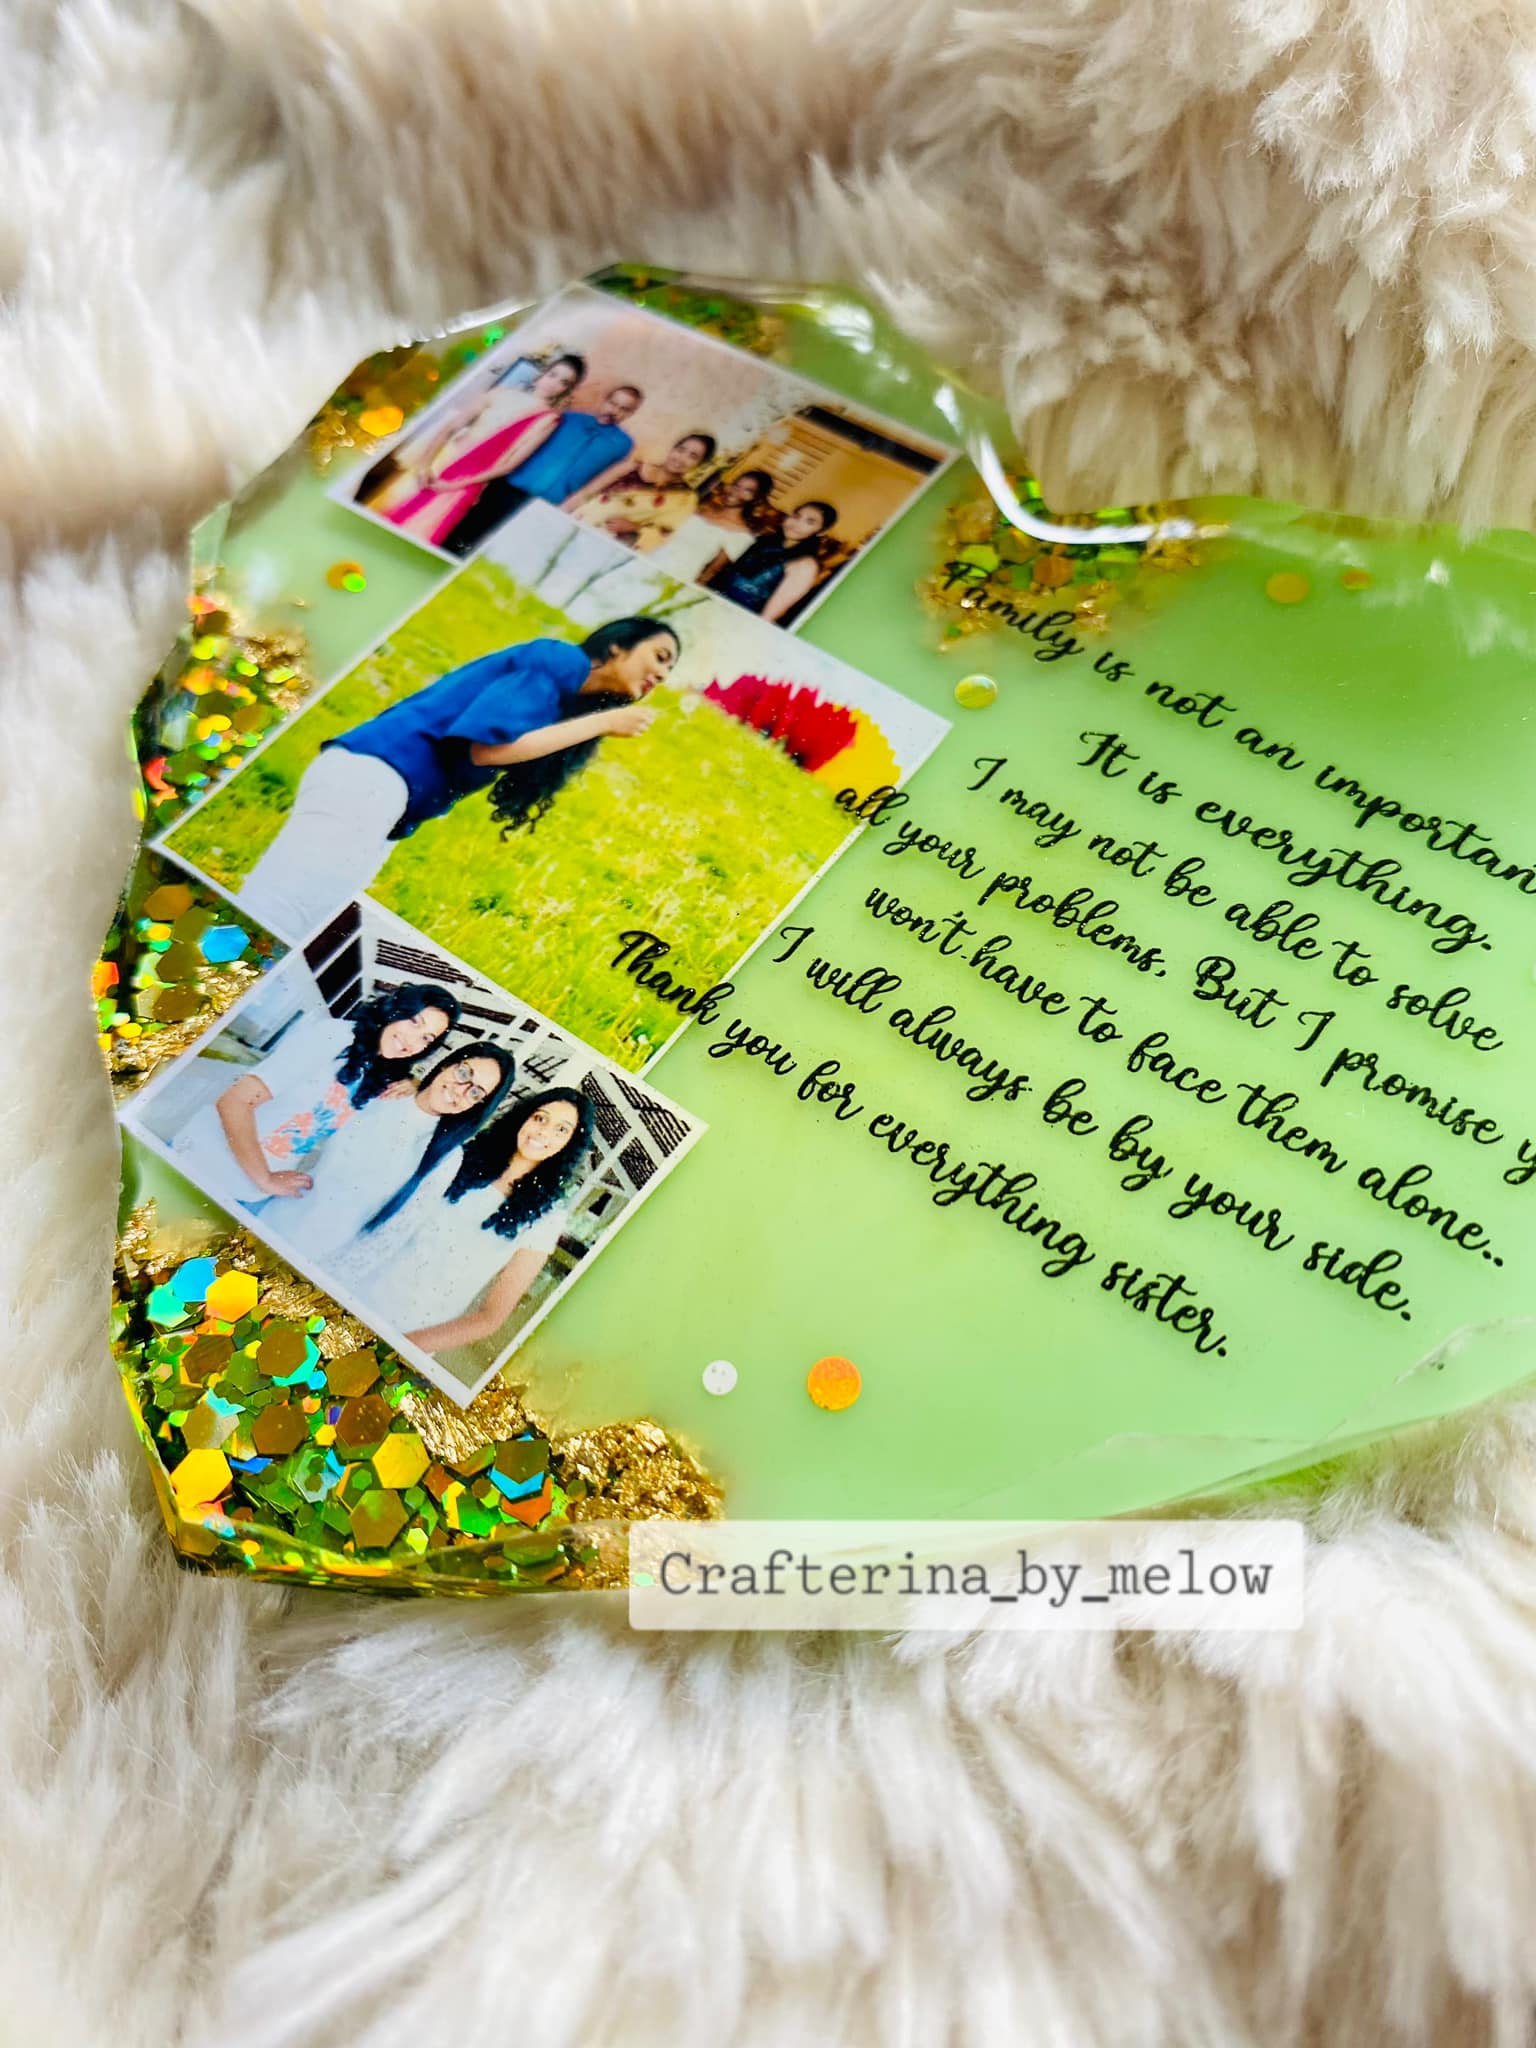 Family is not an important
It is everything.
I may not be able to solve
all your problems. But I promise y
won't have to face them alone..
I will always be by your side.
Thank you for everything sister.
Crafterina_by_melow